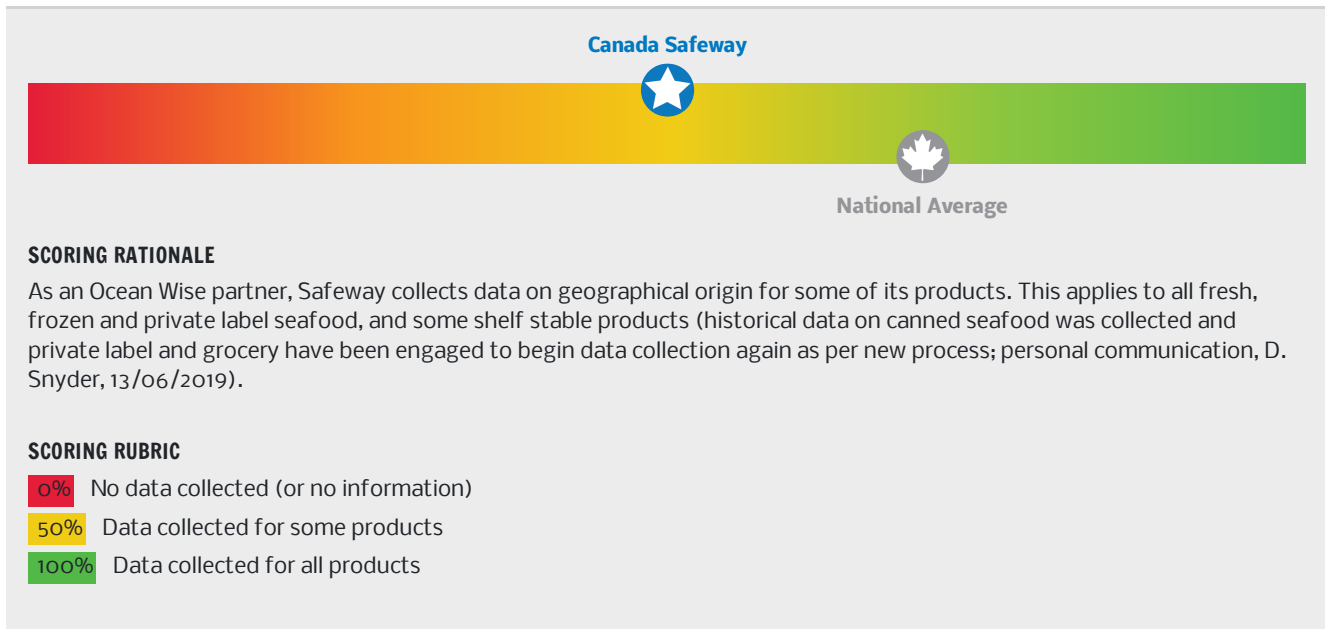 Canada Safeway
National Average
SCORING RATIONALE
As an Ocean Wise partner, Safeway collects data on geographical origin for some of its products. This applies to all fresh,
frozen and private label seafood, and some shelf stable products (historical data on canned seafood was collected and
private label and grocery have been engaged to begin data collection again as per new process; personal communication, D.
Snyder, 13/06/2019).
SCORING RUBRIC
0% No data collected (or no information)
50% Data collected for some products
100% Data collected for all products